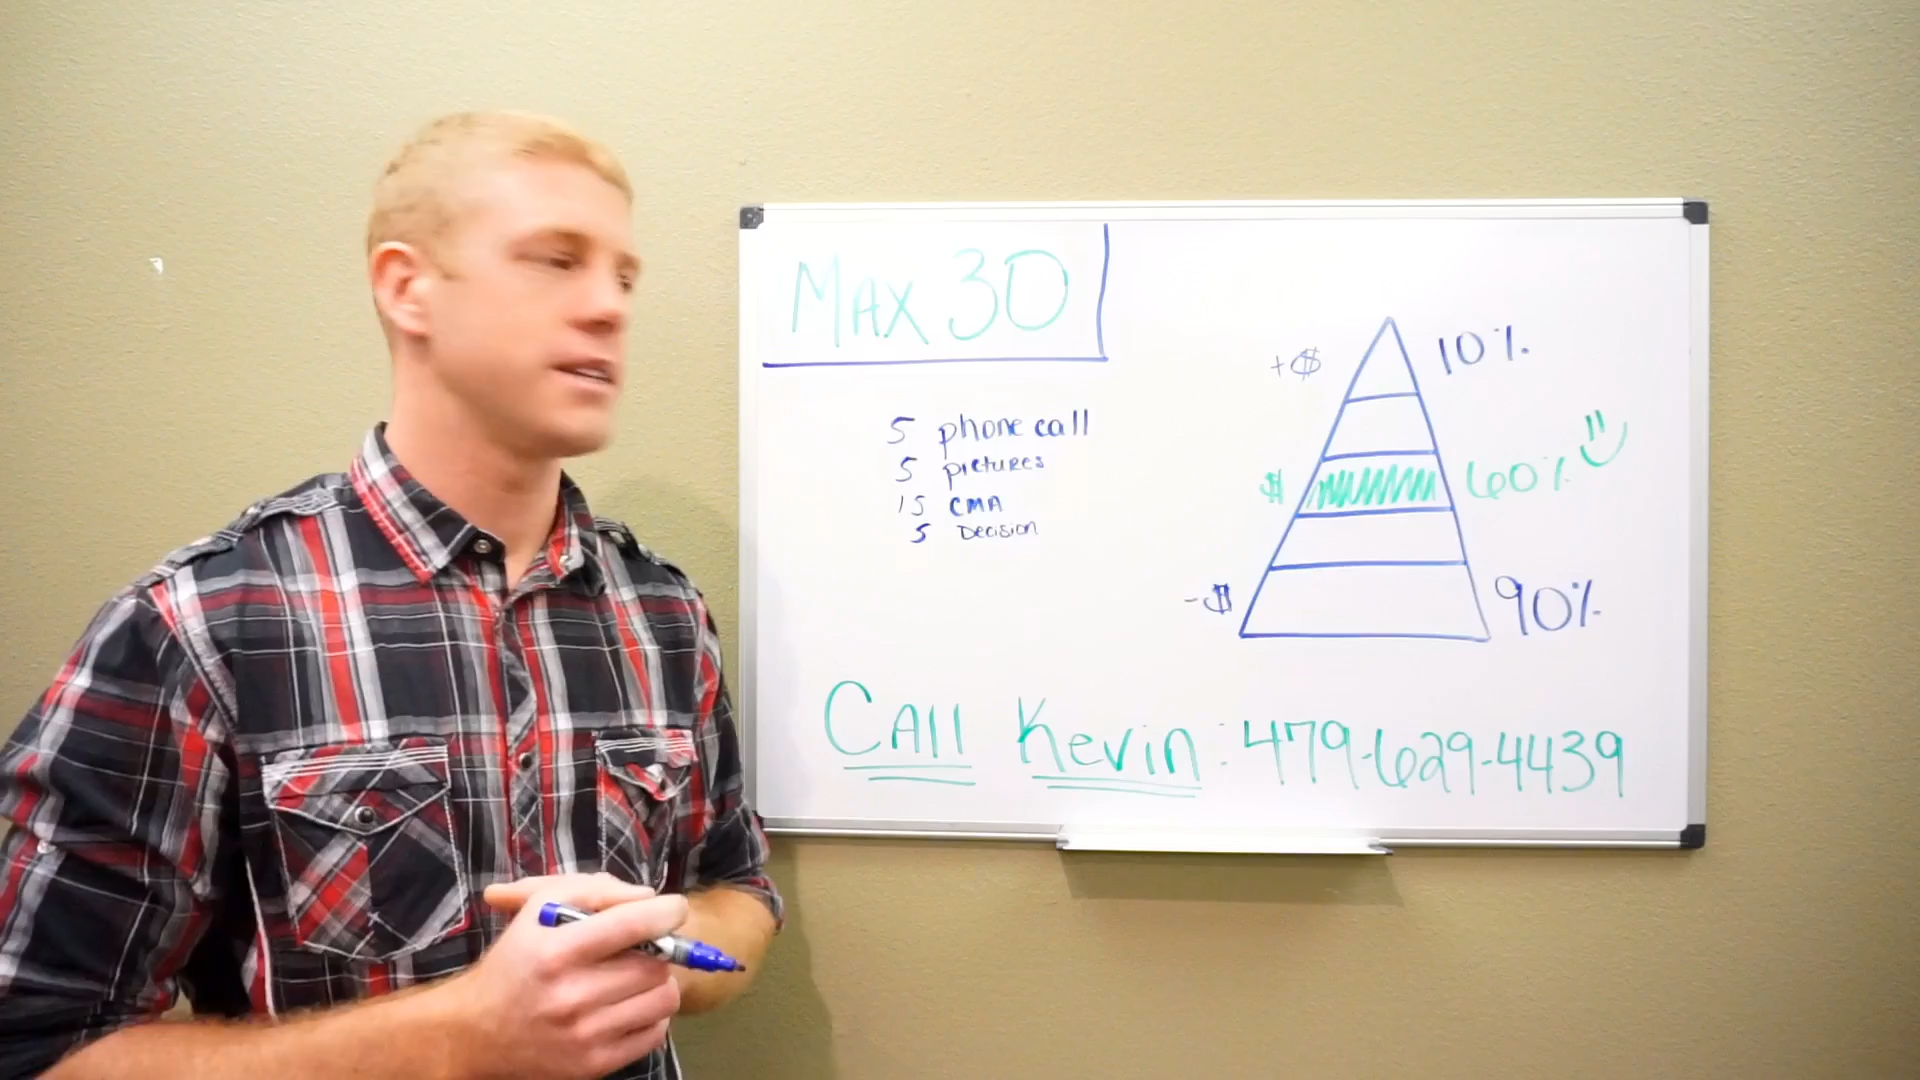 MAX 30
5 phone call
5 pictures
15 CMA
5 Decision
+$ 10%
$ 60%
-$ 90%
CAll Kevin: 479-629-4439